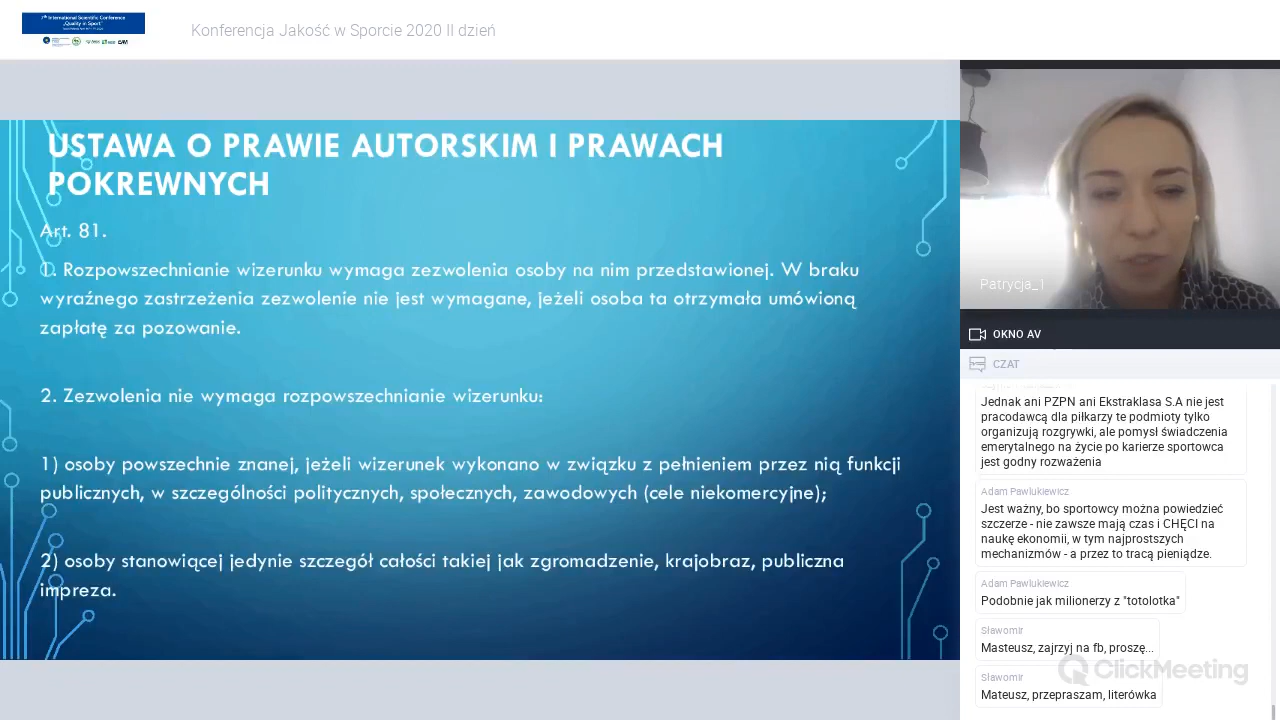 7th International Scientific Conference
„Quality in Sport"
Konferencja Jakość w Sporcie 2020 II dzień
USTAWA O PRAWIE AUTORSKIM I PRAWACH
POKREWNYCH
Art. 81.
1. Rozpowszechnianie wizerunku wymaga zezwolenia osoby na nim przedstawionej. W braku
wyraźnego zastrzeżenia zezwolenie nie jest wymagane, jeżeli osoba ta otrzymała umówioną
zapłatę za pozowanie.
2. Zezwolenia nie wymaga rozpowszechnianie wizerunku:
1) osoby powszechnie znanej, jeżeli wizerunek wykonano w związku z pełnieniem przez nią funkcji
publicznych, w szczególności politycznych, społecznych, zawodowych (cele niekomercyjne);
2) osoby stanowiącej jedynie szczegół całości takiej jak zgromadzenie, krajobraz, publiczna
impreza.
Patrycja_1
OKNO AV
CZAT
Jednak ani PZPN ani Ekstraklasa S.A nie jest
pracodawcą dla piłkarzy te podmioty tylko
organizują rozgrywki, ale pomysł świadczenia
emerytalnego na życie po karierze sportowca
jest godny rozważenia
Adam Pawlukiewicz
Jest ważny, bo sportowcy można powiedzieć
szczerze - nie zawsze mają czas i CHĘCI na
naukę ekonomii, w tym najprostszych
mechanizmów - a przez to tracą pieniądze.
Adam Pawlukiewicz
Podobnie jak milionerzy z "totolotka"
Sławomir
Masteusz, zajrzyj na fb, proszę...
Sławomir
Mateusz, przepraszam, literówka
ClickMeeting